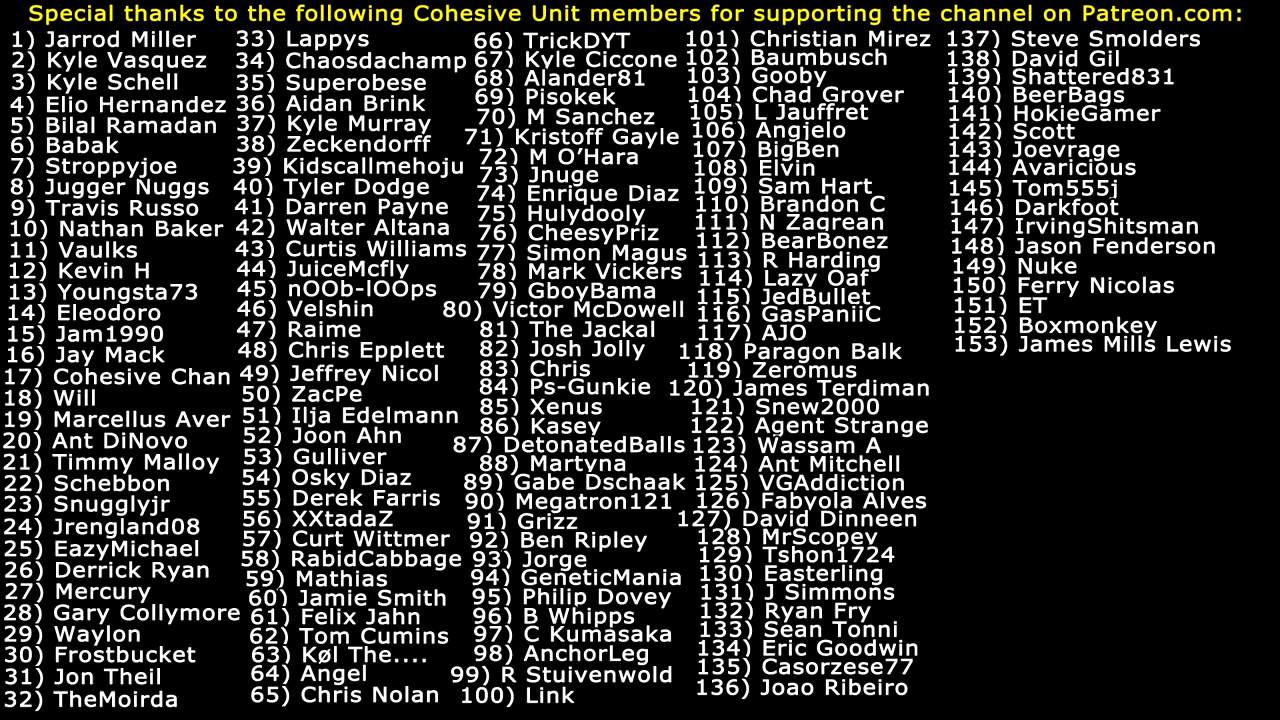 Special thanks to the following Cohesive Unit members for supporting the channel on Patreon.com:
1) Jarrod Miller
2) Kyle Vasquez
3) Kyle Schell
4) Elio Hernandez
5) Bilal Ramadan
6) Babak
7) Stroppyjoe
8) Jugger Nuggs
9) Travis Russo
10) Nathan Baker
11) Vaulks
12) Kevin H
13) Youngsta73
14) Eleodoro
15) Jam1990
16) Jay Mack
17) Cohesive Chan
18) Will
19) Marcellus Aver
20) Ant DiNovo
21) Timmy Malloy
22) Schebbon
23) Snugglyjr
24) Jrengland08
25) EazyMichael
26) Derrick Ryan
27) Mercury
28) Gary Collymore
29) Waylon
30) Frostbucket
31) Jon Theil
32) TheMoirda
33) Lappys
34) Chaosdachamp
35) Superobese
36) Aidan Brink
37) Kyle Murray
38) Zeckendorff
39) Kidscallmehoju
40) Tyler Dodge
41) Darren Payne
42) Walter Altana
43) Curtis Williams
44) JuiceMcfly
45) nOOb-lOOps
46) Velshin
47) Raime
48) Chris Epplett
49) Jeffrey Nicol
50) ZacPe
51) Ilja Edelmann
52) Joon Ahn
53) Gulliver
54) Osky Diaz
55) Derek Farris
56) XXtadaZ
57) Curt Wittmer
58) RabidCabbage
59) Mathias
60) Jamie Smith
61) Felix Jahn
62) Tom Cumins
63) Køl The....
64) Angel
65) Chris Nolan
66) TrickDYT
67) Kyle Ciccone
68) Alander81
69) Pisokek
70) M Sanchez
71) Kristoff Gayle
72) M O’Hara
73) Jnuge
74) Enrique Diaz
75) Hulydooly
76) CheesyPriz
77) Simon Magus
78) Mark Vickers
79) GboyBama
80) Victor McDowell
81) The Jackal
82) Josh Jolly
83) Chris
84) Ps-Gunkie
85) Xenus
86) Kasey
87) DetonatedBalls
88) Martyna
89) Gabe Dschaak
90) Megatron121
91) Grizz
92) Ben Ripley
93) Jorge
94) GeneticMania
95) Philip Dovey
96) B Whipps
97) C Kumasaka
98) AnchorLeg
99) R Stuivenwold
100) Link
101) Christian Mirez
102) Baumbusch
103) Gooby
104) Chad Grover
105) L Jauffret
106) Angjelo
107) BigBen
108) Elvin
109) Sam Hart
110) Brandon C
111) N Zagrean
112) BearBonez
113) R Harding
114) Lazy Oaf
115) JedBullet
116) GasPaniiC
117) AJO
118) Paragon Balk
119) Zeromus
120) James Terdiman
121) Snew2000
122) Agent Strange
123) Wassam A
124) Ant Mitchell
125) VGAddiction
126) Fabyola Alves
127) David Dinneen
128) MrScopey
129) Tshon1724
130) Easterling
131) J Simmons
132) Ryan Fry
133) Sean Tonni
134) Eric Goodwin
135) Casorzese77
136) Joao Ribeiro
137) Steve Smolders
138) David Gil
139) Shattered831
140) BeerBags
141) HokieGamer
142) Scott
143) Joevrage
144) Avaricious
145) Tom555j
146) Darkfoot
147) IrvingShitsman
148) Jason Fenderson
149) Nuke
150) Ferry Nicolas
151) ET
152) Boxmonkey
153) James Mills Lewis